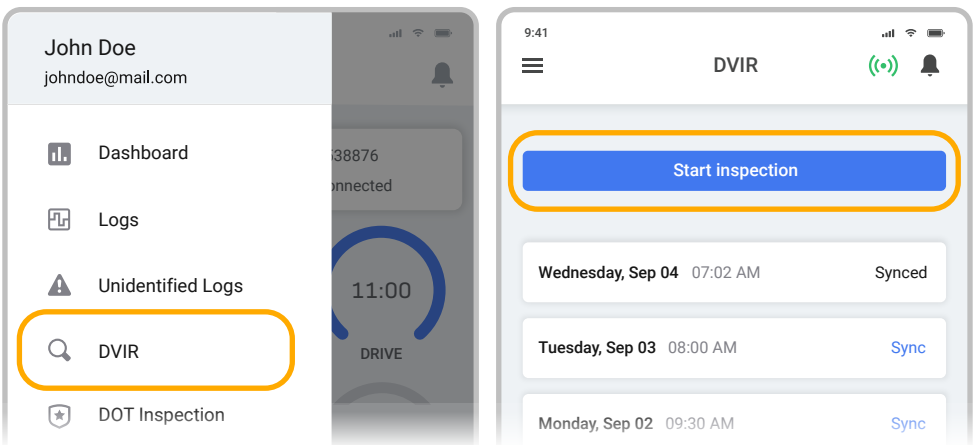 John Doe
johndoe@mail.com
Dashboard
Logs
Unidentified Logs
DVIR
DOT Inspection
38876
nnected
11:00
DRIVE
9:41
DVIR
Start inspection
Wednesday, Sep 04 07:02 AM Synced
Tuesday, Sep 03 08:00 AM Sync
Monday, Sep 02 09:30 AM Sync